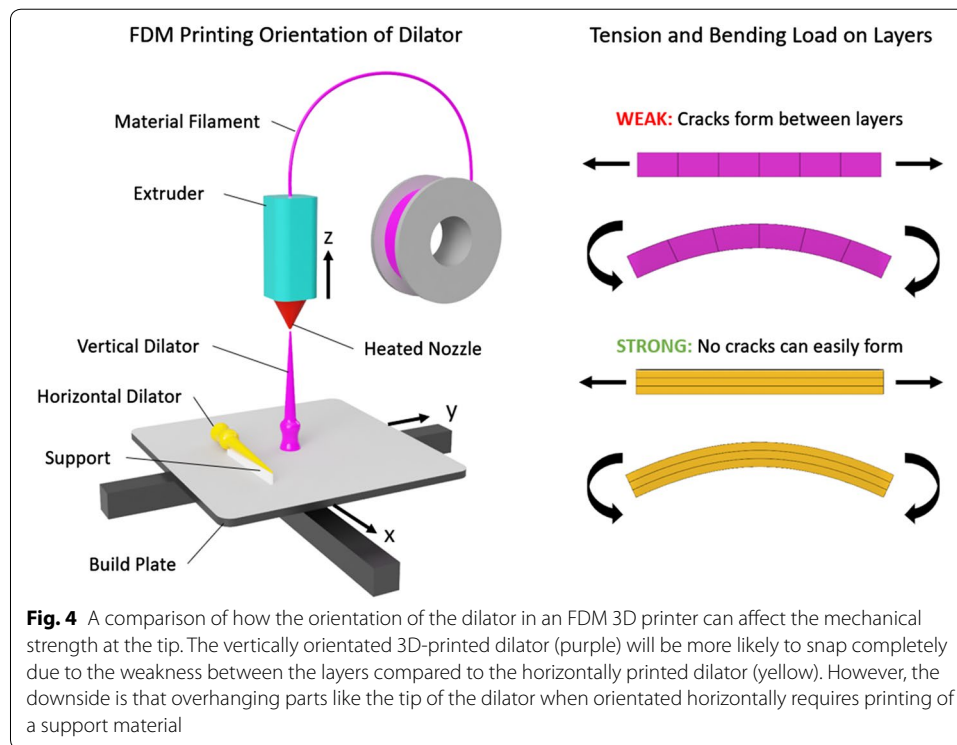 FDM Printing Orientation of Dilator
Material Filament
Extruder
z
Vertical Dilator
Heated Nozzle
Horizontal Dilator
y
Support
x
Build Plate
Tension and Bending Load on Layers
WEAK: Cracks form between layers
STRONG: No cracks can easily form
Fig. 4 A comparison of how the orientation of the dilator in an FDM 3D printer can affect the mechanical
strength at the tip. The vertically orientated 3D-printed dilator (purple) will be more likely to snap completely
due to the weakness between the layers compared to the horizontally printed dilator (yellow). However, the
downside is that overhanging parts like the tip of the dilator when orientated horizontally requires printing of
a support material